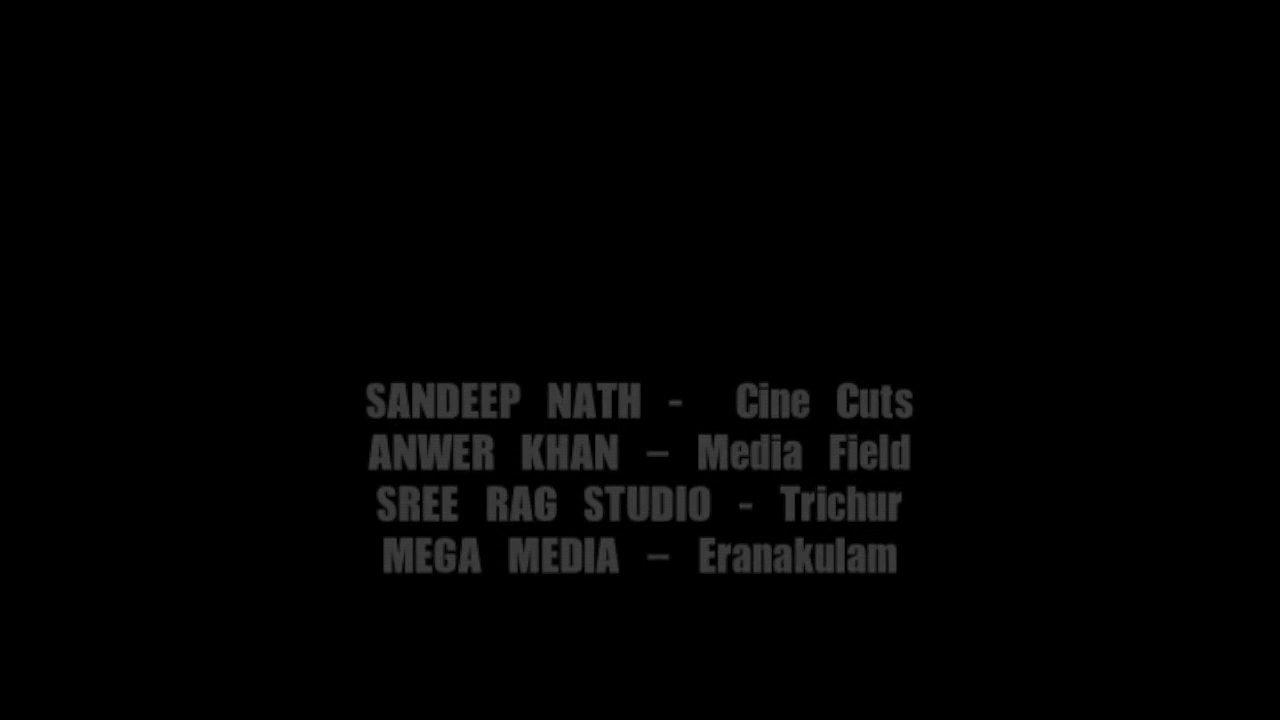 SANDEEP NATH - Cine Cuts
ANWER KHAN – Media Field
SREE RAG STUDIO - Trichur
MEGA MEDIA – Eranakulam